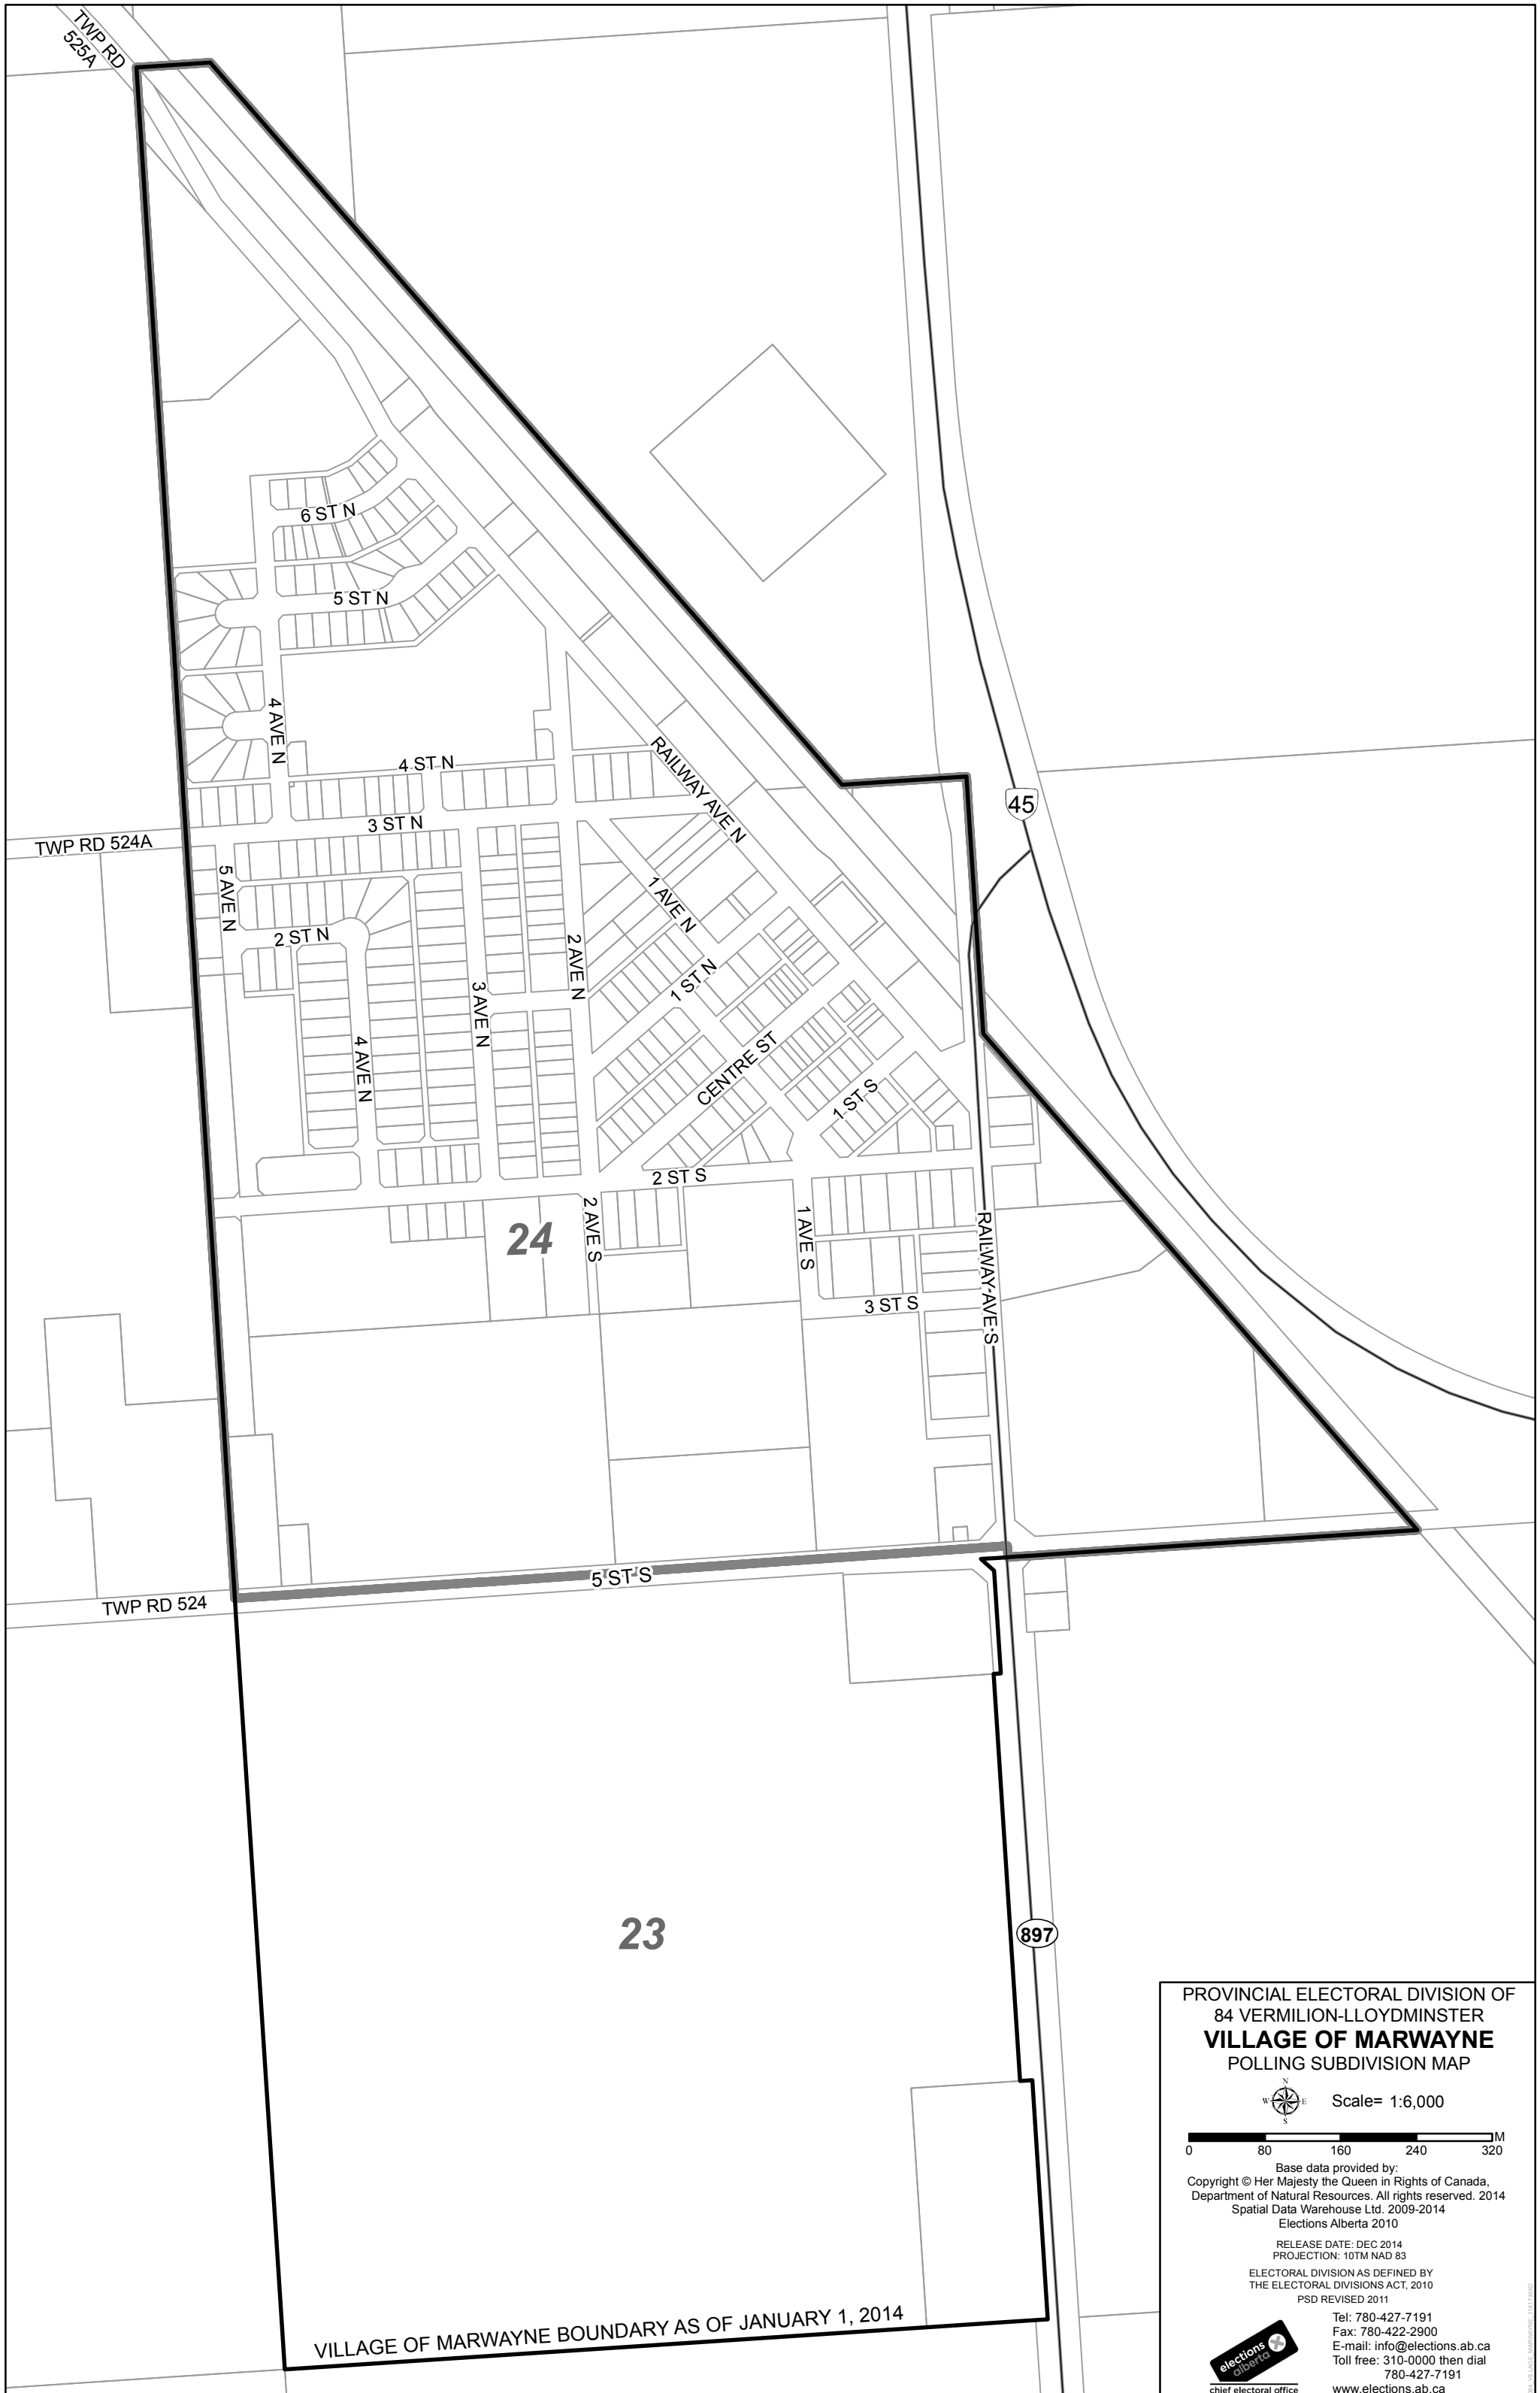 TWP RD
525A
6 ST N
5 ST N
4 AVE N
4 ST N
RAILWAY AVE N
45
3 ST N
TWP RD 524A
5 AVE N
1 AVE N
2 ST N
2 AVE N
1 ST N
3 AVE N
4 AVE N
CENTRE ST
1 ST S
2 ST S
24
2 AVE S
1 AVE S
RAILWAY AVE S
3 ST S
5 ST S
TWP RD 524
23
897
VILLAGE OF MARWAYNE BOUNDARY AS OF JANUARY 1, 2014
PROVINCIAL ELECTORAL DIVISION OF
84 VERMILION-LLOYDMINSTER
VILLAGE OF MARWAYNE
POLLING SUBDIVISION MAP
N
W E
S
Scale= 1:6,000
M
0 80 160 240 320
Base data provided by:
Copyright © Her Majesty the Queen in Rights of Canada,
Department of Natural Resources. All rights reserved. 2014
Spatial Data Warehouse Ltd. 2009-2014
Elections Alberta 2010
RELEASE DATE: DEC 2014
PROJECTION: 10TM NAD 83
ELECTORAL DIVISION AS DEFINED BY
THE ELECTORAL DIVISIONS ACT, 2010
PSD REVISED 2011
Tel: 780-427-7191
Fax: 780-422-2900
E-mail: info@elections.ab.ca
Toll free: 310-0000 then dial
780-427-7191
www.elections.ab.ca
elections
alberta
chief electoral office